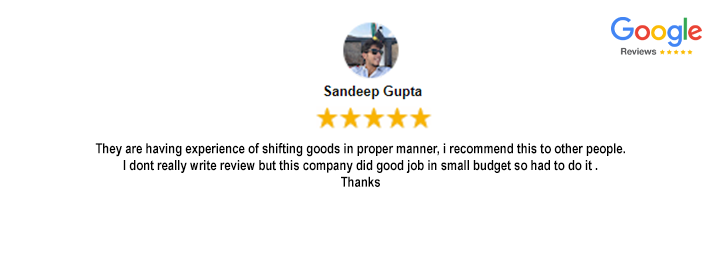 Google
Reviews
Sandeep Gupta
They are having experience of shifting goods in proper manner, i recommend this to other people.
I dont really write review but this company did good job in small budget so had to do it .
Thanks